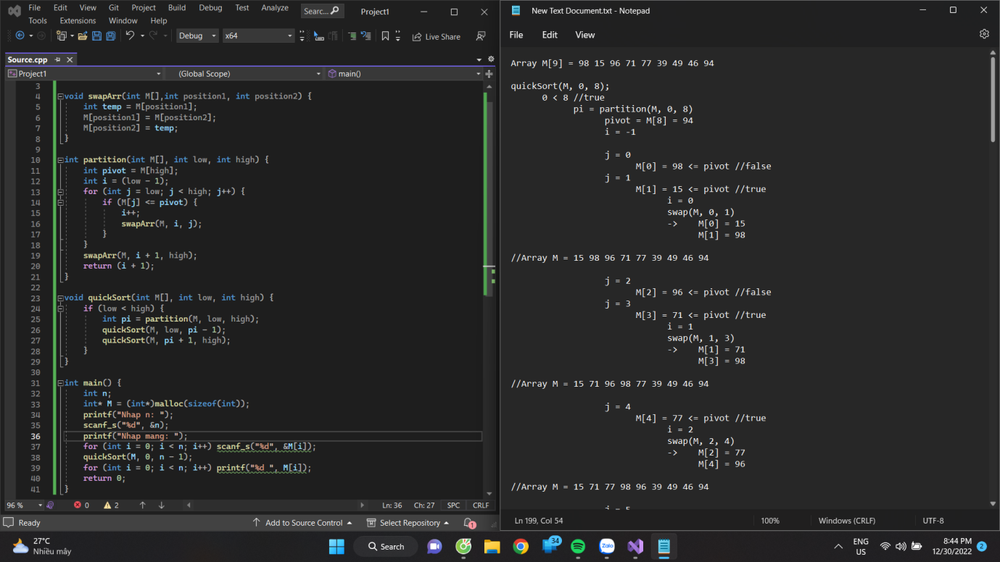 File Edit View Git Project Build Debug Test Analyze Searc... Project1
Tools Extensions Window Help
Debug x64 Live Share
Source.cpp
Project1 (Global Scope) main()
3
4 void swapArr(int M[],int position1, int position2) {
5 int temp = M[position1];
6 M[position1] = M[position2];
7 M[position2] = temp;
8 }
9
10 int partition(int M[], int low, int high) {
11 int pivot = M[high];
12 int i = (low - 1);
13 for (int j = low; j < high; j++) {
14 if (M[j] <= pivot) {
15 i++;
16 swapArr(M, i, j);
17 }
18 }
19 swapArr(M, i + 1, high);
20 return (i + 1);
21 }
22
23 void quickSort(int M[], int low, int high) {
24 if (low < high) {
25 int pi = partition(M, low, high);
26 quickSort(M, low, pi - 1);
27 quickSort(M, pi + 1, high);
28 }
29 }
30
31 int main() {
32 int n;
33 int* M = (int*)malloc(sizeof(int));
34 printf("Nhap n: ");
35 scanf_s("%d", &n);
36 printf("Nhap mang: ");
37 for (int i = 0; i < n; i++) scanf_s("%d", &M[i]);
38 quickSort(M, 0, n - 1);
39 for (int i = 0; i < n; i++) printf("%d ", M[i]);
40 return 0;
41 }
96 % 0 2 Ln: 36 Ch: 27 SPC CRLF
Ready Add to Source Control Select Repository 1
New Text Document.txt - Notepad
File Edit View
Array M[9] = 98 15 96 71 77 39 49 46 94
quickSort(M, 0, 8);
0 < 8 //true
pi = partition(M, 0, 8)
pivot = M[8] = 94
i = -1
j = 0
M[0] = 98 <= pivot //false
j = 1
M[1] = 15 <= pivot //true
i = 0
swap(M, 0, 1)
-> M[0] = 15
M[1] = 98
//Array M = 15 98 96 71 77 39 49 46 94
j = 2
M[2] = 96 <= pivot //false
j = 3
M[3] = 71 <= pivot //true
i = 1
swap(M, 1, 3)
-> M[1] = 71
M[3] = 98
//Array M = 15 71 96 98 77 39 49 46 94
j = 4
M[4] = 77 <= pivot //true
i = 2
swap(M, 2, 4)
-> M[2] = 77
M[4] = 96
//Array M = 15 71 77 98 96 39 49 46 94
j = 5
Ln 199, Col 54 100% Windows (CRLF) UTF-8
27°C
Nhiều mây
Search
34
Zalo
ENG
US
8:44 PM
12/30/2022
2